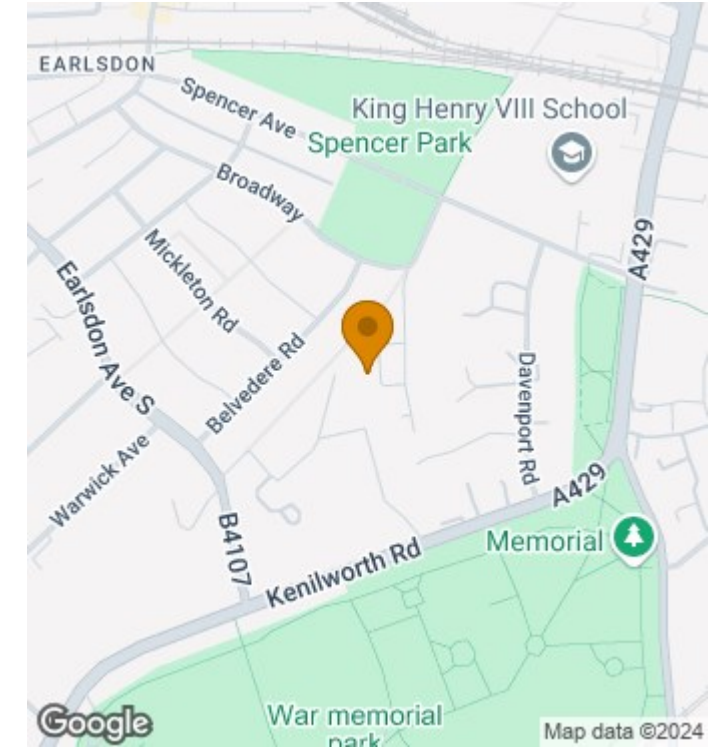 EARLSDON
Spencer Ave
King Henry VIII School
Spencer Park
Broadway
A429
Mickleton Rd
Earlsdon Ave S
Belvedere Rd
Davenport Rd
Warwick Ave
A429
B4107
Memorial
Kenilworth Rd
War memorial
park
Google
Map data ©2024